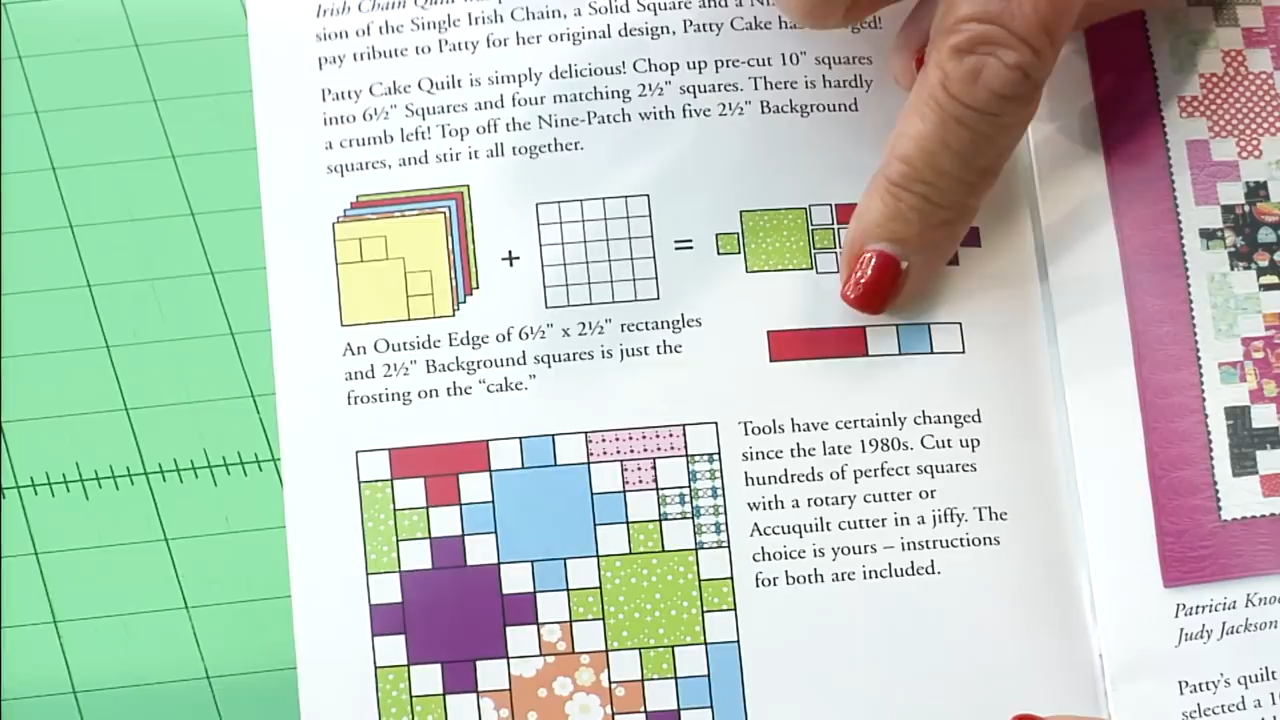 Irish Chain Quilt
sion of the Single Irish Chain, a Solid Square and a
pay tribute to Patty for her original design, Patty Cake
Patty Cake Quilt is simply delicious! Chop up pre-cut 10" squares
into 6½" Squares and four matching 2½" squares. There is hardly
a crumb left! Top off the Nine-Patch with five 2½" Background
squares, and stir it all together.
+ =
An Outside Edge of 6½" x 2½" rectangles
and 2½" Background squares is just the
frosting on the “cake.”
Tools have certainly changed
since the late 1980s. Cut up
hundreds of perfect squares
with a rotary cutter or
Accuquilt cutter in a jiffy. The
choice is yours – instructions
for both are included.
Patricia
Judy Jackson
Patty's quilt
selected a